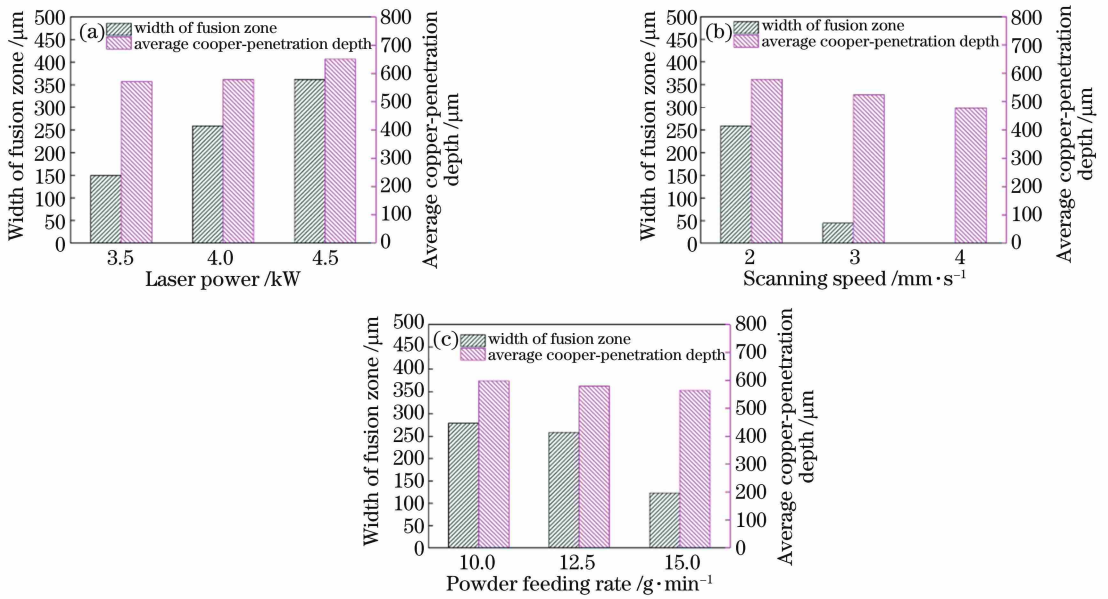 (a)
width of fusion zone
average cooper-penetration depth
Width of fusion zone /μm
500
450
400
350
300
250
200
150
100
50
0
800
700
600
500
400
300
200
100
0
Average copper-penetration
depth /μm
3.5 4.0 4.5
Laser power /kW
(b)
width of fusion zone
average cooper-penetration depth
Width of fusion zone /μm
500
450
400
350
300
250
200
150
100
50
0
800
700
600
500
400
300
200
100
0
Average copper-penetration
depth /μm
2 3 4
Scanning speed /mm·s⁻¹
(c)
width of fusion zone
average cooper-penetration depth
Width of fusion zone /μm
500
450
400
350
300
250
200
150
100
50
0
800
700
600
500
400
300
200
100
0
Average copper-penetration
depth /μm
10.0 12.5 15.0
Powder feeding rate /g·min⁻¹